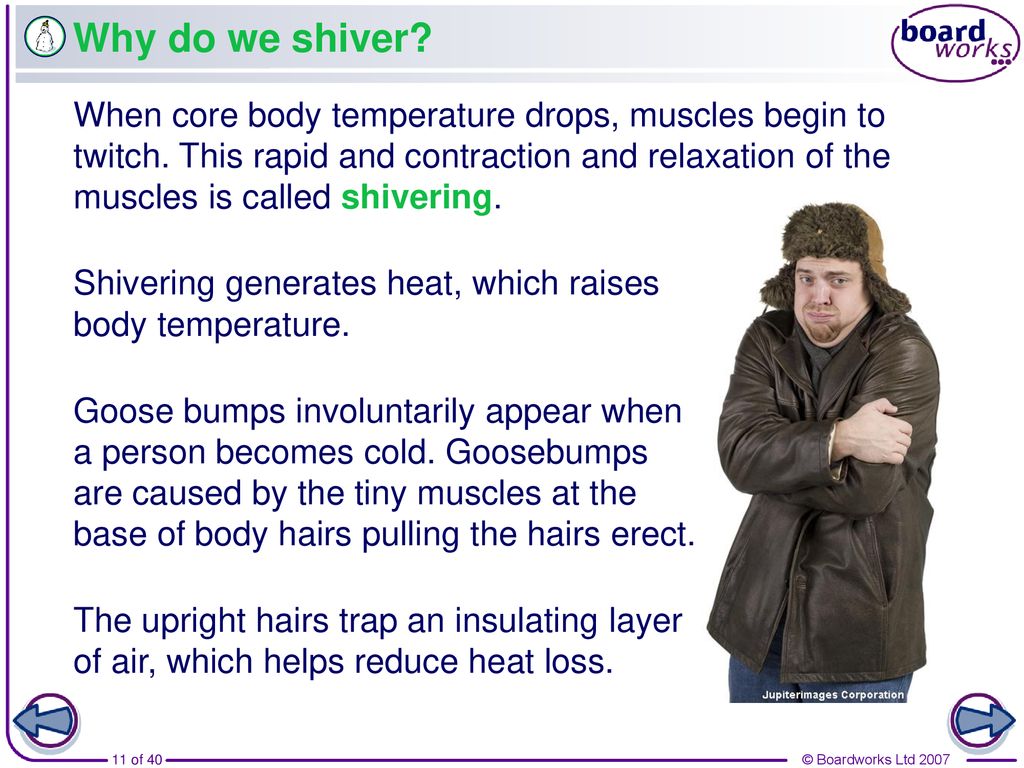 Why do we shiver?
board
works
When core body temperature drops, muscles begin to
twitch. This rapid and contraction and relaxation of the
muscles is called shivering.
Shivering generates heat, which raises
body temperature.
Goose bumps involuntarily appear when
a person becomes cold. Goosebumps
are caused by the tiny muscles at the
base of body hairs pulling the hairs erect.
The upright hairs trap an insulating layer
of air, which helps reduce heat loss.
Jupiterimages Corporation
11 of 40
© Boardworks Ltd 2007